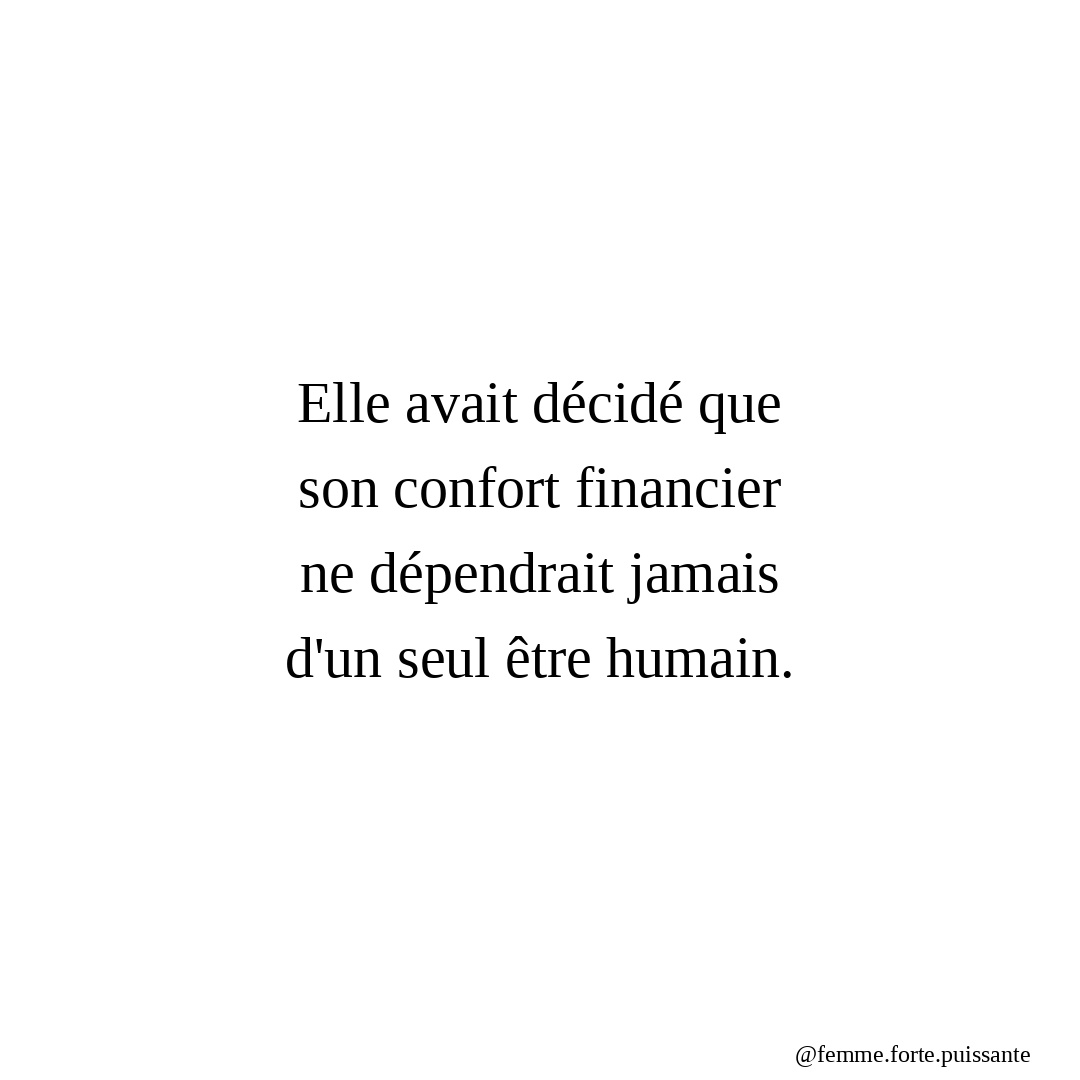 Elle avait décidé que
son confort financier
ne dépendrait jamais
d'un seul être humain.
@femme.forte.puissante